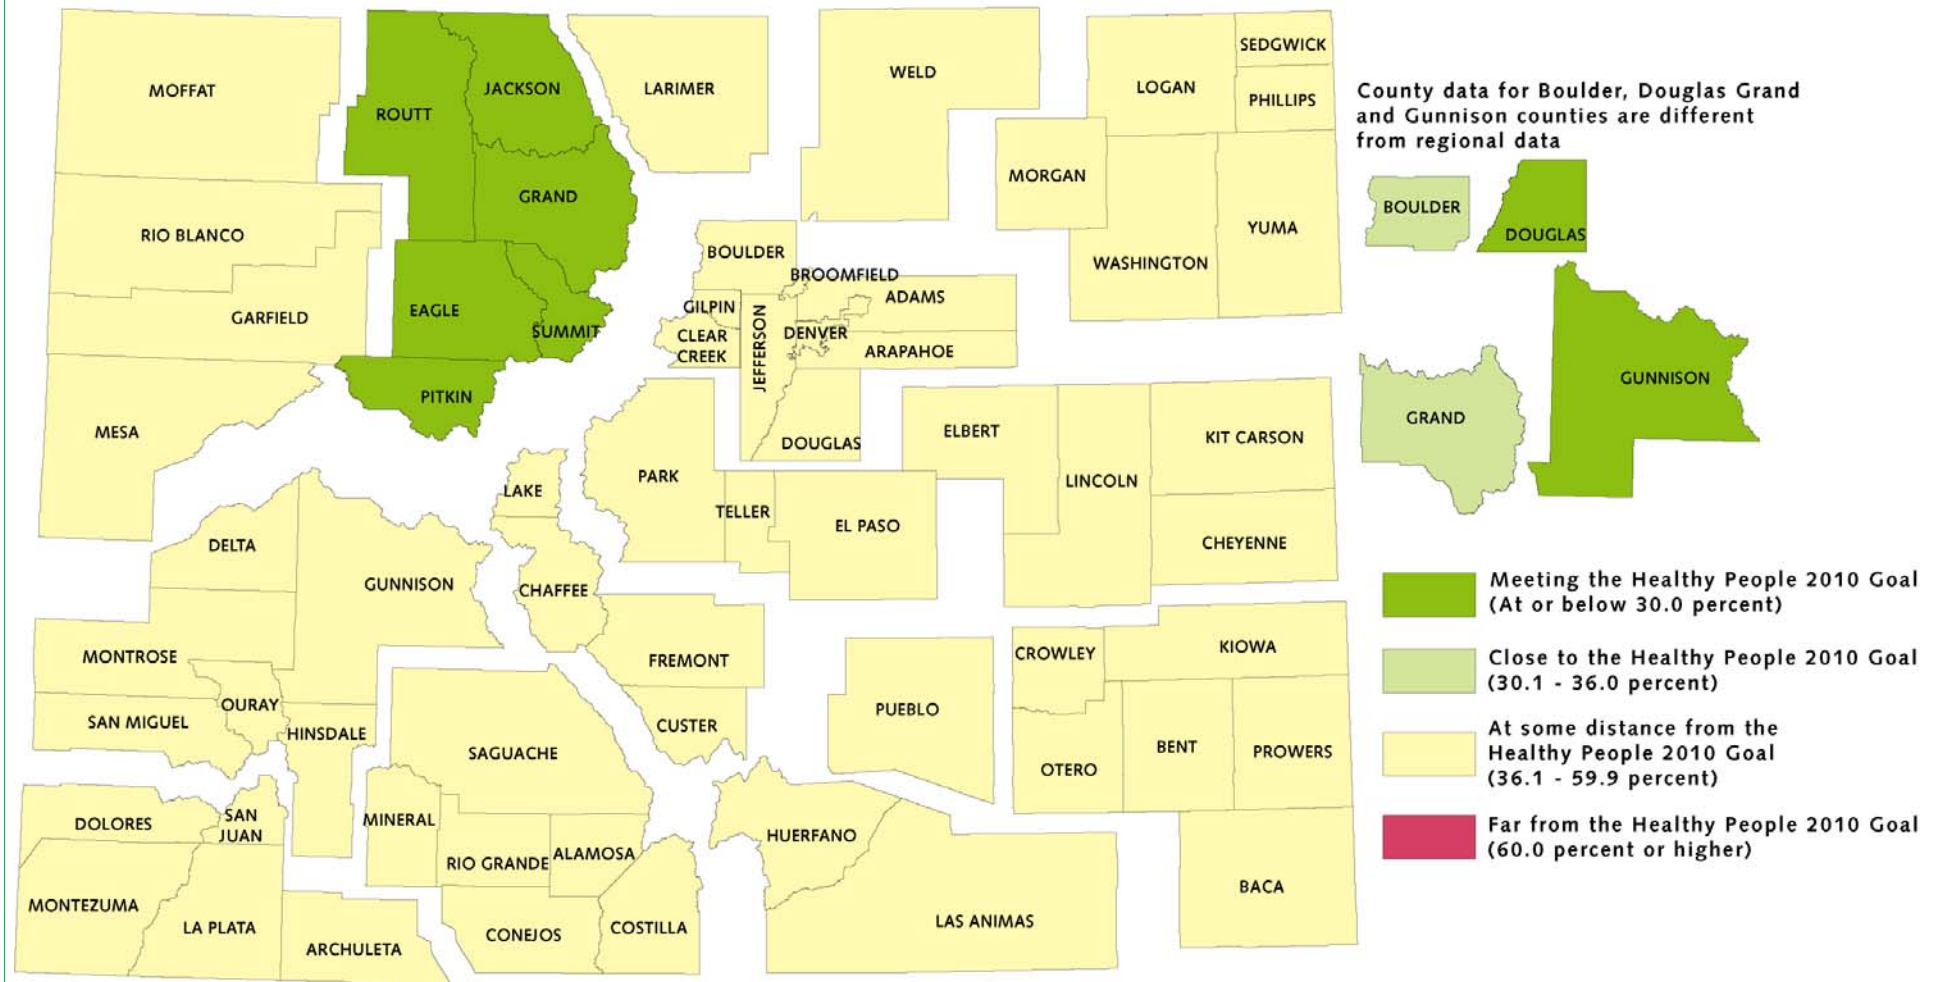 MOFFAT
ROUTT
JACKSON
LARIMER
WELD
LOGAN
SEDGWICK
PHILLIPS
MORGAN
YUMA
WASHINGTON
RIO BLANCO
GRAND
GARFIELD
EAGLE
SUMMIT
PITKIN
MESA
BOULDER
BROOMFIELD
ADAMS
GILPIN
CLEAR
CREEK
JEFFERSON
DENVER
ARAPAHOE
DOUGLAS
ELBERT
LINCOLN
KIT CARSON
CHEYENNE
PARK
LAKE
TELLER
EL PASO
DELTA
GUNNISON
CHAFFEE
MONTROSE
OURAY
SAN MIGUEL
HINSDALE
FREMONT
CUSTER
SAGUACHE
PUEBLO
CROWLEY
KIOWA
OTERO
BENT
PROWERS
DOLORES
SAN
JUAN
MINERAL
RIO GRANDE
ALAMOSA
HUERFANO
MONTEZUMA
LA PLATA
ARCHULETA
CONEJOS
COSTILLA
LAS ANIMAS
BACA
County data for Boulder, Douglas Grand
and Gunnison counties are different
from regional data
BOULDER
DOUGLAS
GRAND
GUNNISON
Meeting the Healthy People 2010 Goal
(At or below 30.0 percent)
Close to the Healthy People 2010 Goal
(30.1 - 36.0 percent)
At some distance from the
Healthy People 2010 Goal
(36.1 - 59.9 percent)
Far from the Healthy People 2010 Goal
(60.0 percent or higher)